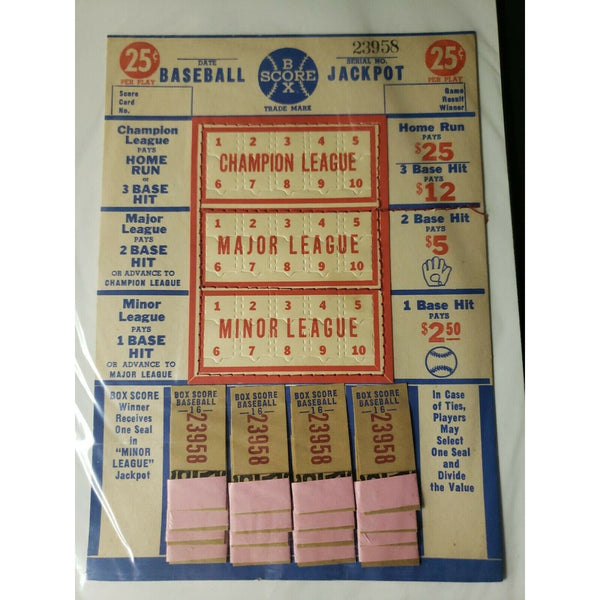 25¢
PER PLAY
DATE
BASEBALL
BOX
SCORE
TRADE MARK
23958
SERIAL NO.
JACKPOT
25¢
PER PLAY
Score
Card
No.
Game
Result
Winner
Champion
League
PAYS
HOME
RUN
or
3 BASE
HIT
1 2 3 4 5
CHAMPION LEAGUE
6 7 8 9 10
Home Run
PAYS
$25
3 Base Hit
PAYS
$12
Major
League
PAYS
2 BASE
HIT
OR ADVANCE TO
CHAMPION LEAGUE
1 2 3 4 5
MAJOR LEAGUE
6 7 8 9 10
2 Base Hit
PAYS
$5
Minor
League
PAYS
1 BASE
HIT
OR ADVANCE TO
MAJOR LEAGUE
1 2 3 4 5
MINOR LEAGUE
6 7 8 9 10
1 Base Hit
PAYS
$2.50
BOX SCORE
Winner
Receives
One Seal
in
"MINOR
LEAGUE"
Jackpot
BOX SCORE
BASEBALL
16
23958
BOX SCORE
BASEBALL
16
23958
BOX SCORE
BASEBALL
16
23958
BOX SCORE
BASEBALL
16
23958
In Case
of Ties,
Players
May
Select
One Seal
and
Divide
the Value